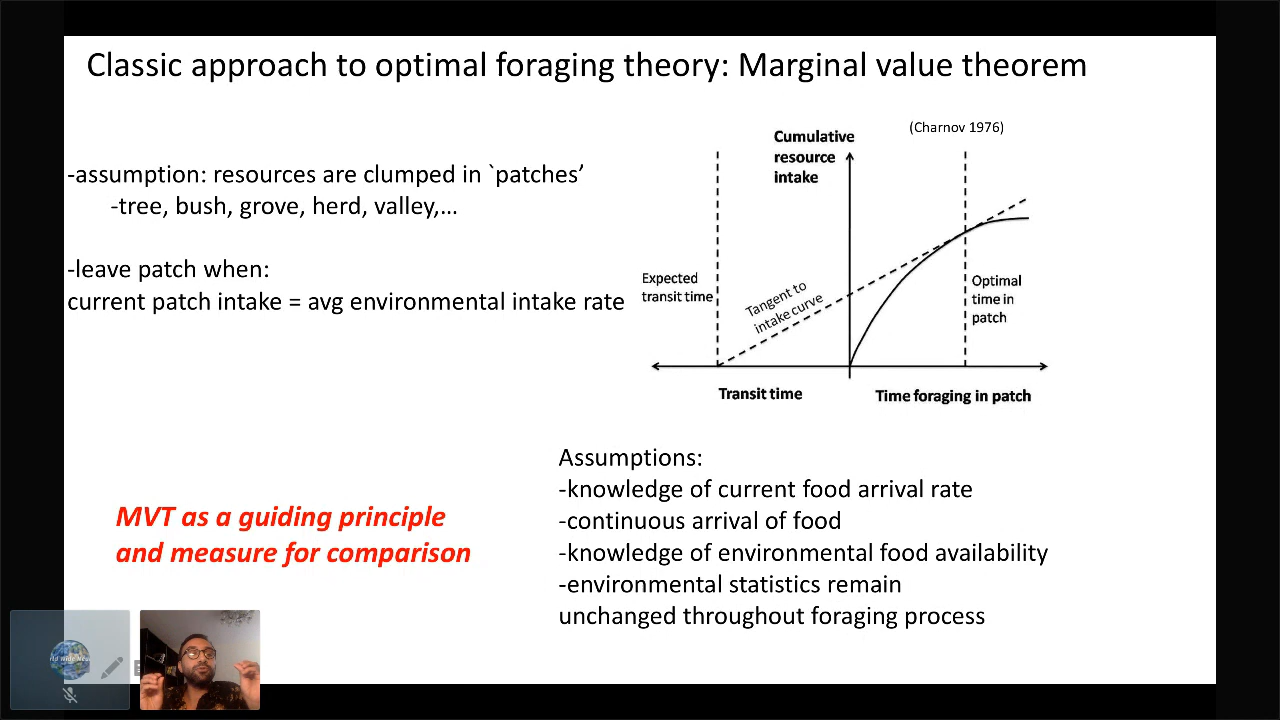 Classic approach to optimal foraging theory: Marginal value theorem
-assumption: resources are clumped in `patches’
-tree, bush, grove, herd, valley,…
-leave patch when:
current patch intake = avg environmental intake rate
(Charnov 1976)
Cumulative
resource
intake
Expected
transit time
Tangent to
intake curve
Optimal
time in
patch
Transit time
Time foraging in patch
Assumptions:
-knowledge of current food arrival rate
-continuous arrival of food
-knowledge of environmental food availability
-environmental statistics remain
unchanged throughout foraging process
MVT as a guiding principle
and measure for comparison